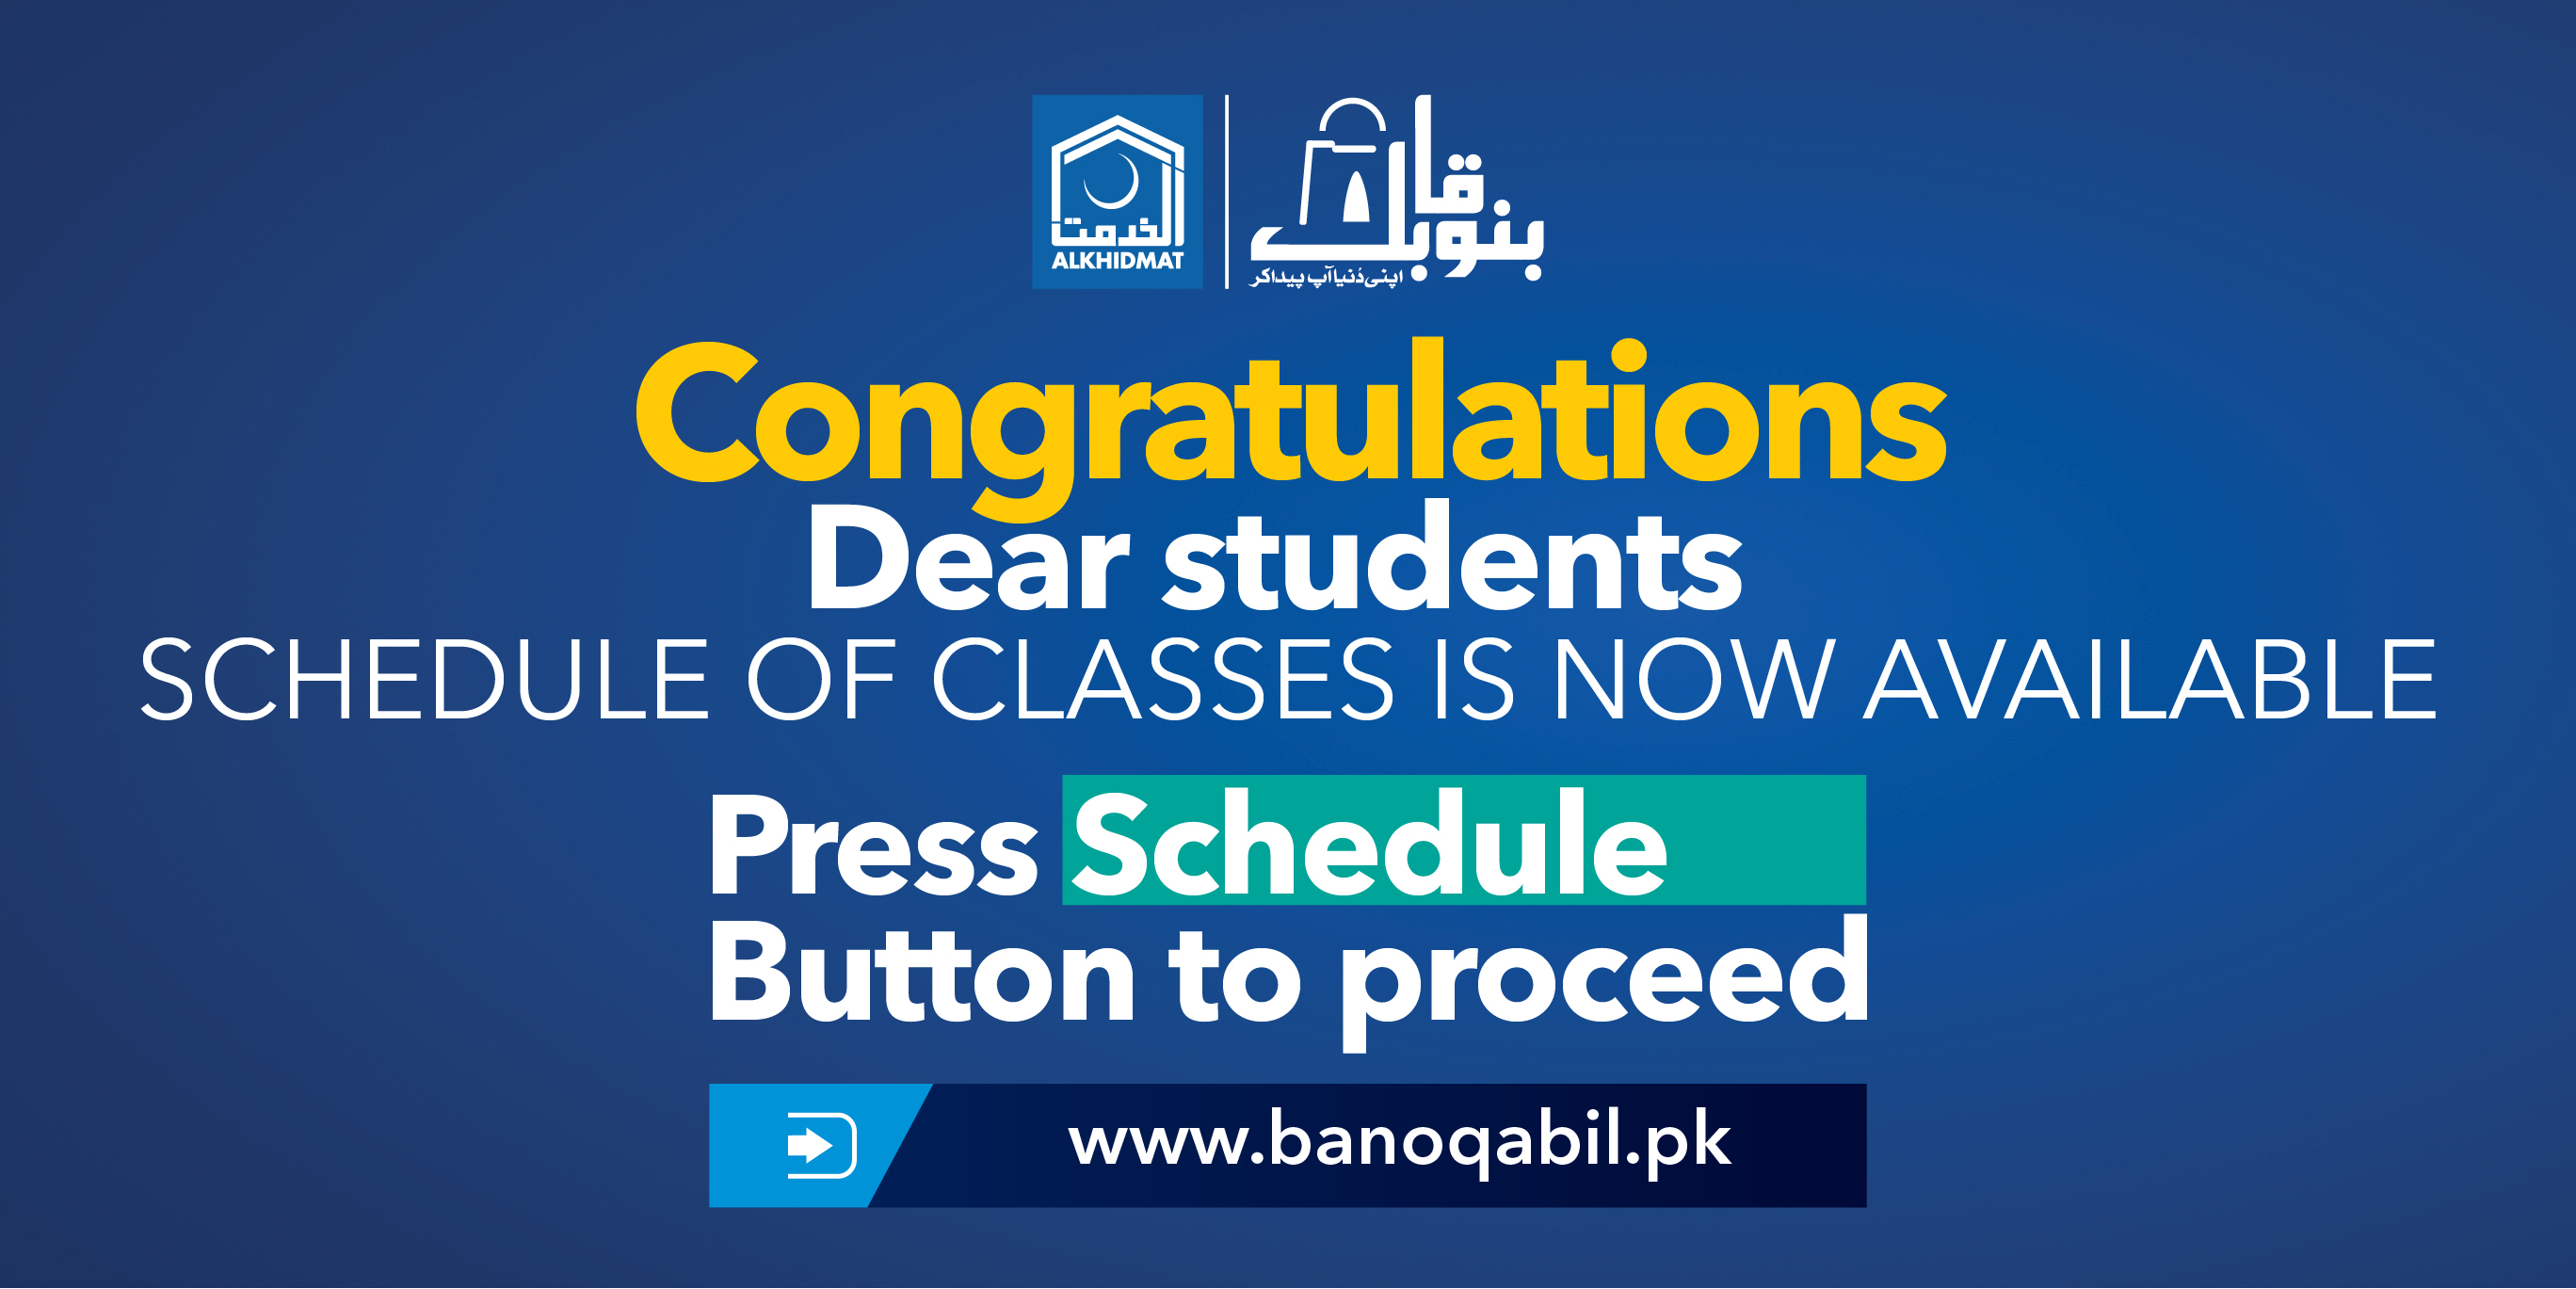 الخدمت
ALKHIDMAT
بنو قابل
اپنی دُنیا آپ پیدا کر
Congratulations
Dear students
SCHEDULE OF CLASSES IS NOW AVAILABLE
Press Schedule
Button to proceed
www.banoqabil.pk